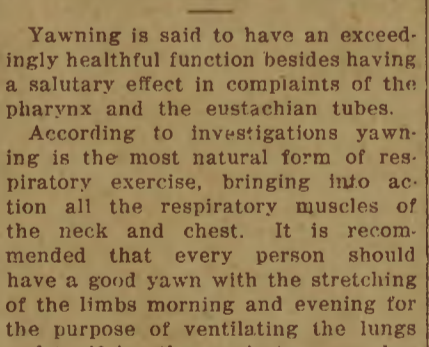 Yawning is said to have an exceed-
ingly healthful function besides having
a salutary effect in complaints of the
pharynx and the eustachian tubes.
According to investigations yawn-
ing is the most natural form of res-
piratory exercise, bringing into ac-
tion all the respiratory muscles of
the neck and chest. It is recom-
mended that every person should
have a good yawn with the stretching
of the limbs morning and evening for
the purpose of ventilating the lungs